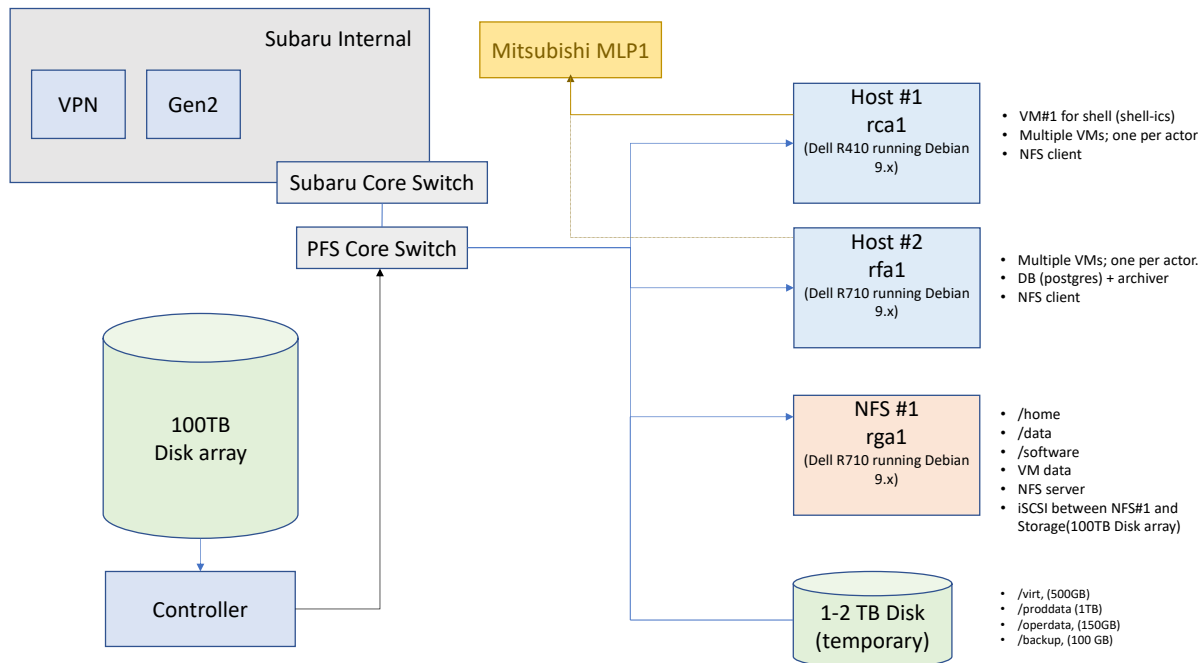 Subaru Internal
VPN
Gen2
Subaru Core Switch
PFS Core Switch
Mitsubishi MLP1
100TB
Disk array
Controller
Host #1
rca1
(Dell R410 running Debian
9.x)
• VM#1 for shell (shell-ics)
• Multiple VMs; one per actor
• NFS client
Host #2
rfa1
(Dell R710 running Debian
9.x)
• Multiple VMs; one per actor.
• DB (postgres) + archiver
• NFS client
NFS #1
rga1
(Dell R710 running Debian
9.x)
• /home
• /data
• /software
• VM data
• NFS server
• iSCSI between NFS#1 and
Storage(100TB Disk array)
1-2 TB Disk
(temporary)
• /virt, (500GB)
• /proddata (1TB)
• /operdata, (150GB)
• /backup, (100 GB)